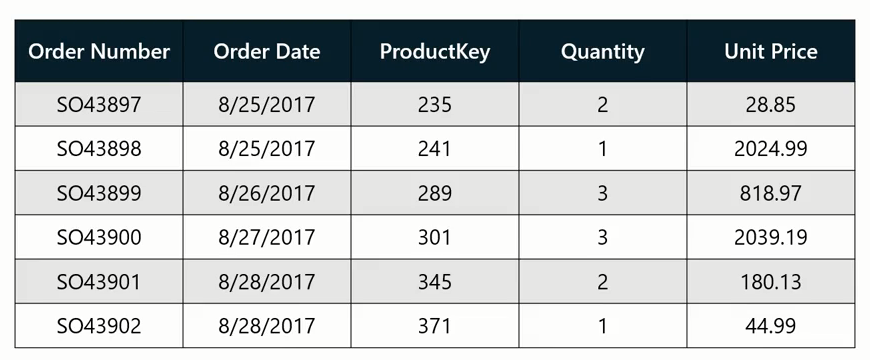 Order Number Order Date ProductKey Quantity Unit Price
SO43897 8/25/2017 235 2 28.85
SO43898 8/25/2017 241 1 2024.99
SO43899 8/26/2017 289 3 818.97
SO43900 8/27/2017 301 3 2039.19
SO43901 8/28/2017 345 2 180.13
SO43902 8/28/2017 371 1 44.99